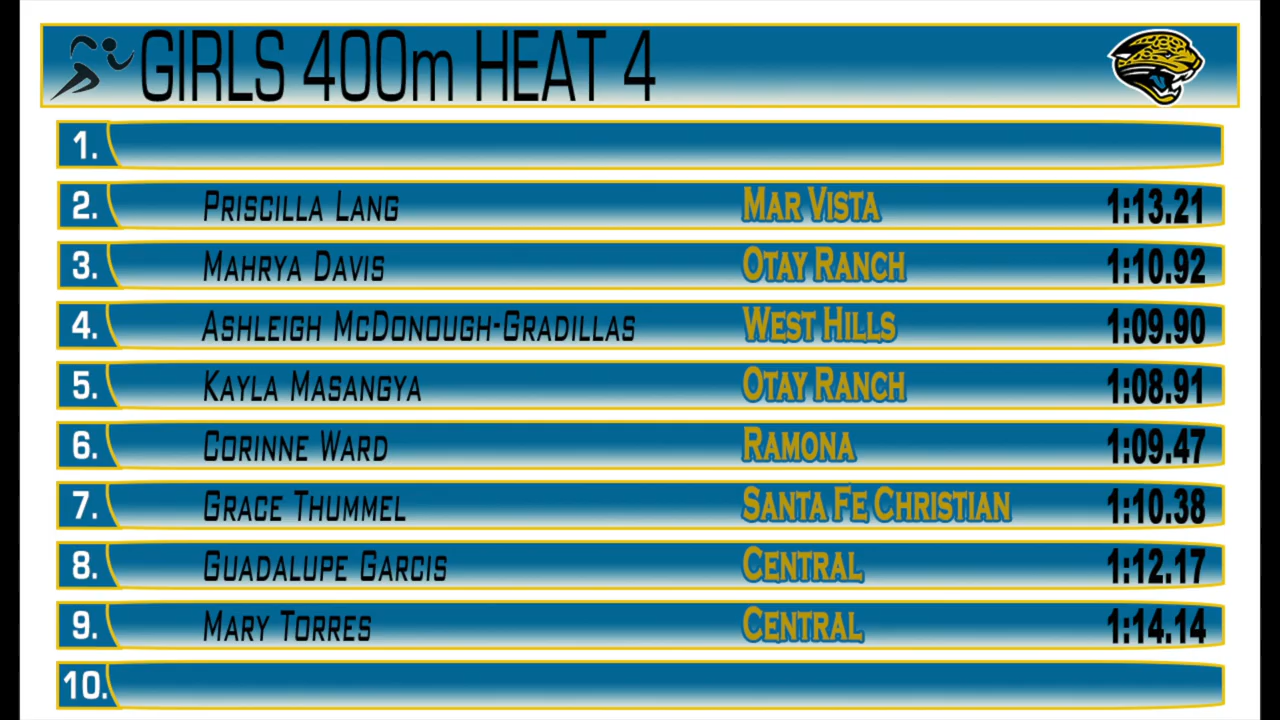 GIRLS 400m HEAT 4
1.
2. PRISCILLA LANG MAR VISTA 1:13.21
3. MAHRYA DAVIS OTAY RANCH 1:10.92
4. ASHLEIGH MCDONOUGH-GRADILLAS WEST HILLS 1:09.90
5. KAYLA MASANGYA OTAY RANCH 1:08.91
6. CORINNE WARD RAMONA 1:09.47
7. GRACE THUMMEL SANTA FE CHRISTIAN 1:10.38
8. GUADALUPE GARCIS CENTRAL 1:12.17
9. MARY TORRES CENTRAL 1:14.14
10.